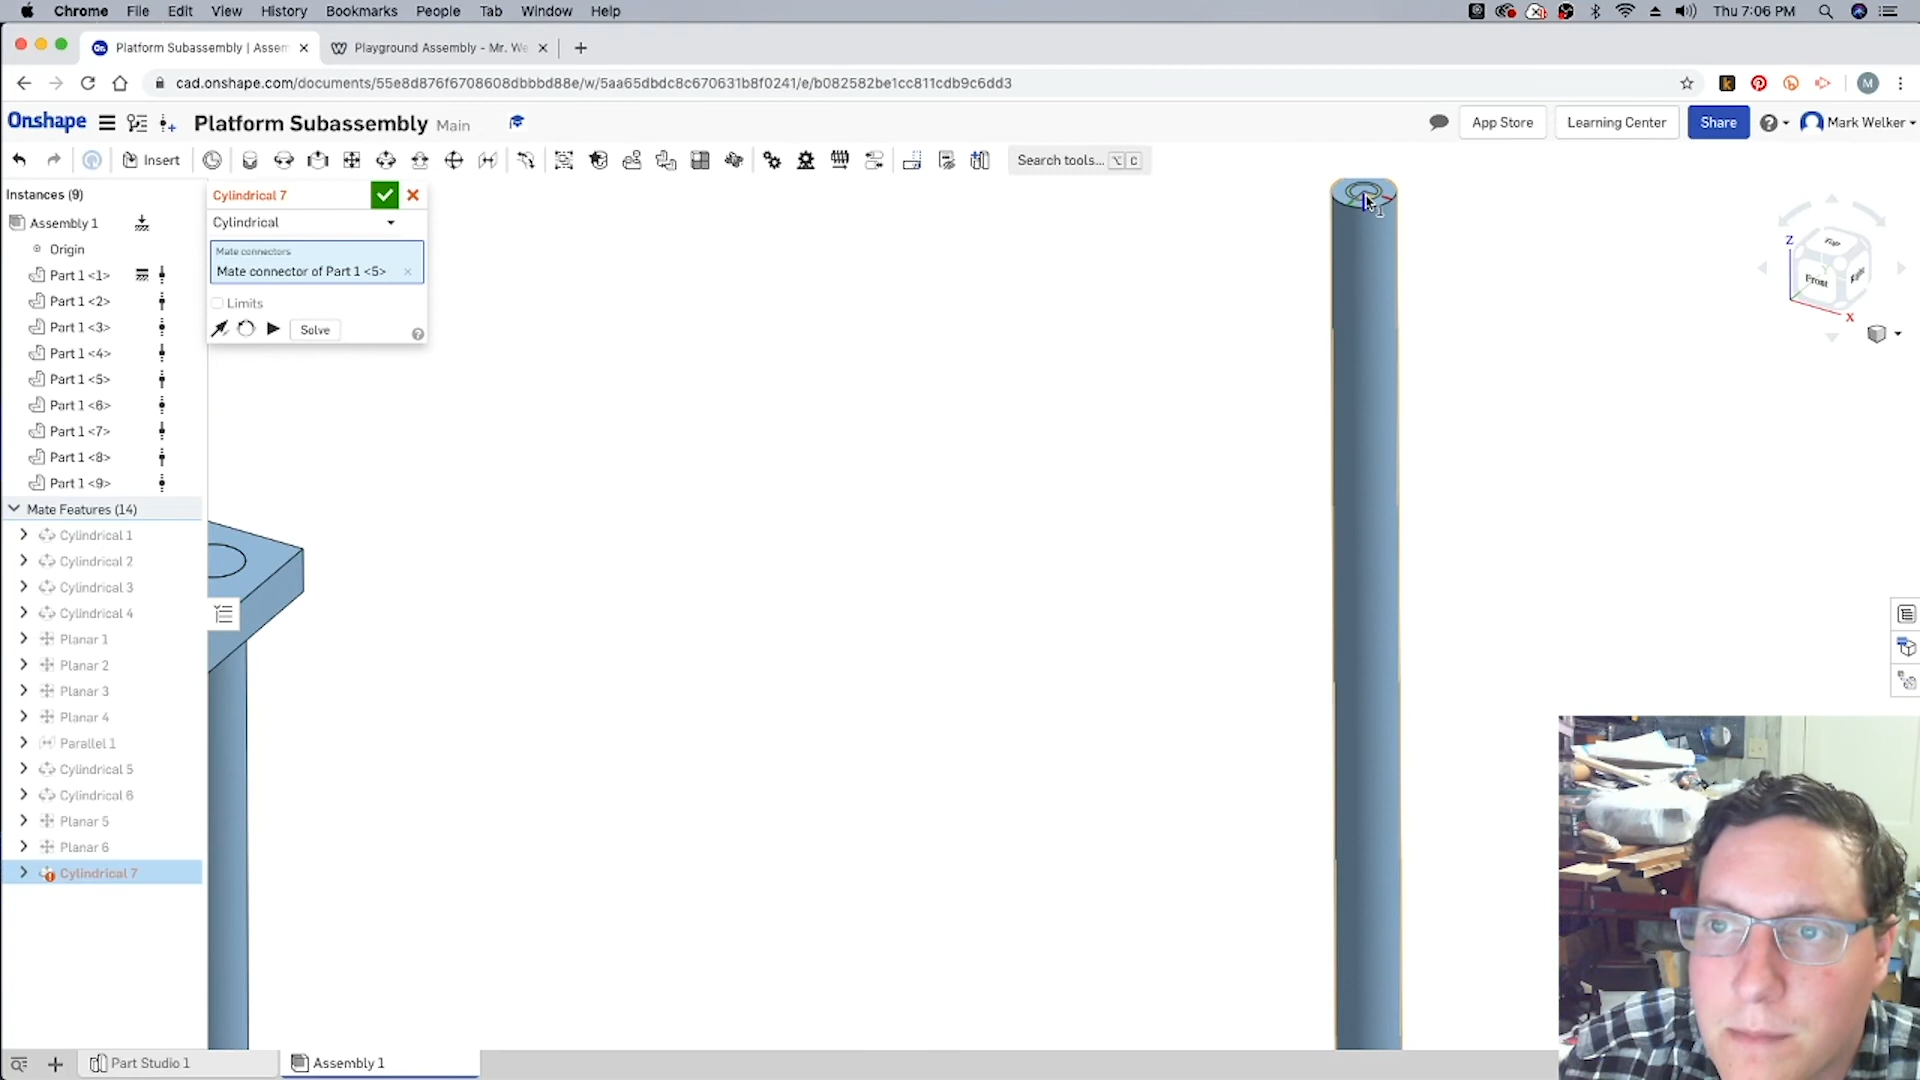 Chrome File Edit View History Bookmarks People Tab Window Help Thu 7:06 PM
Platform Subassembly | Assem Playground Assembly - Mr. We
cad.onshape.com/documents/55e8d876f6708608dbbbd88e/w/5aa65dbdc8c670631b8f0241/e/b082582be1cc811cdb9c6dd3 M
Onshape Platform Subassembly Main App Store Learning Center Share Mark Welker
Insert Search tools... ⌥ C
Instances (9)
Assembly 1
Origin
Part 1 <1>
Part 1 <2>
Part 1 <3>
Part 1 <4>
Part 1 <5>
Part 1 <6>
Part 1 <7>
Part 1 <8>
Part 1 <9>
Mate Features (14)
Cylindrical 1
Cylindrical 2
Cylindrical 3
Cylindrical 4
Planar 1
Planar 2
Planar 3
Planar 4
Parallel 1
Cylindrical 5
Cylindrical 6
Planar 5
Planar 6
Cylindrical 7
Cylindrical 7
Cylindrical
Mate connectors
Mate connector of Part 1 <5>
Limits
Solve
1
Z Top
Y
Front Right
X
Part Studio 1 Assembly 1